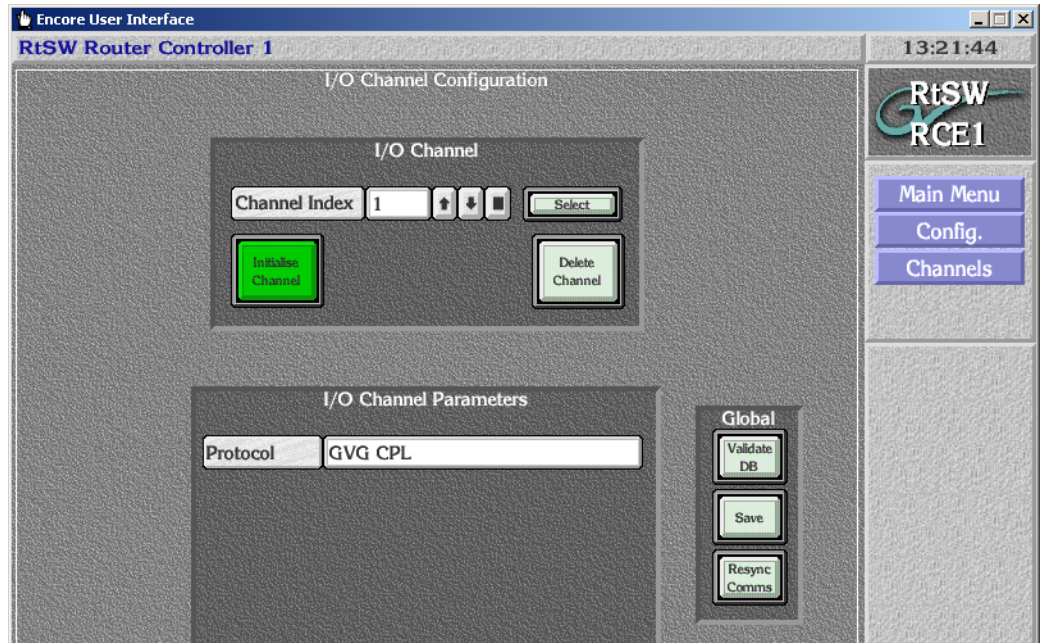 Encore User Interface
RtSW Router Controller 1
13:21:44
I/O Channel Configuration
RtSW
RCE1
I/O Channel
Channel Index 1 Select
Initialise
Channel
Delete
Channel
Main Menu
Config.
Channels
I/O Channel Parameters
Protocol GVG CPL
Global
Validate
DB
Save
Resync
Comms